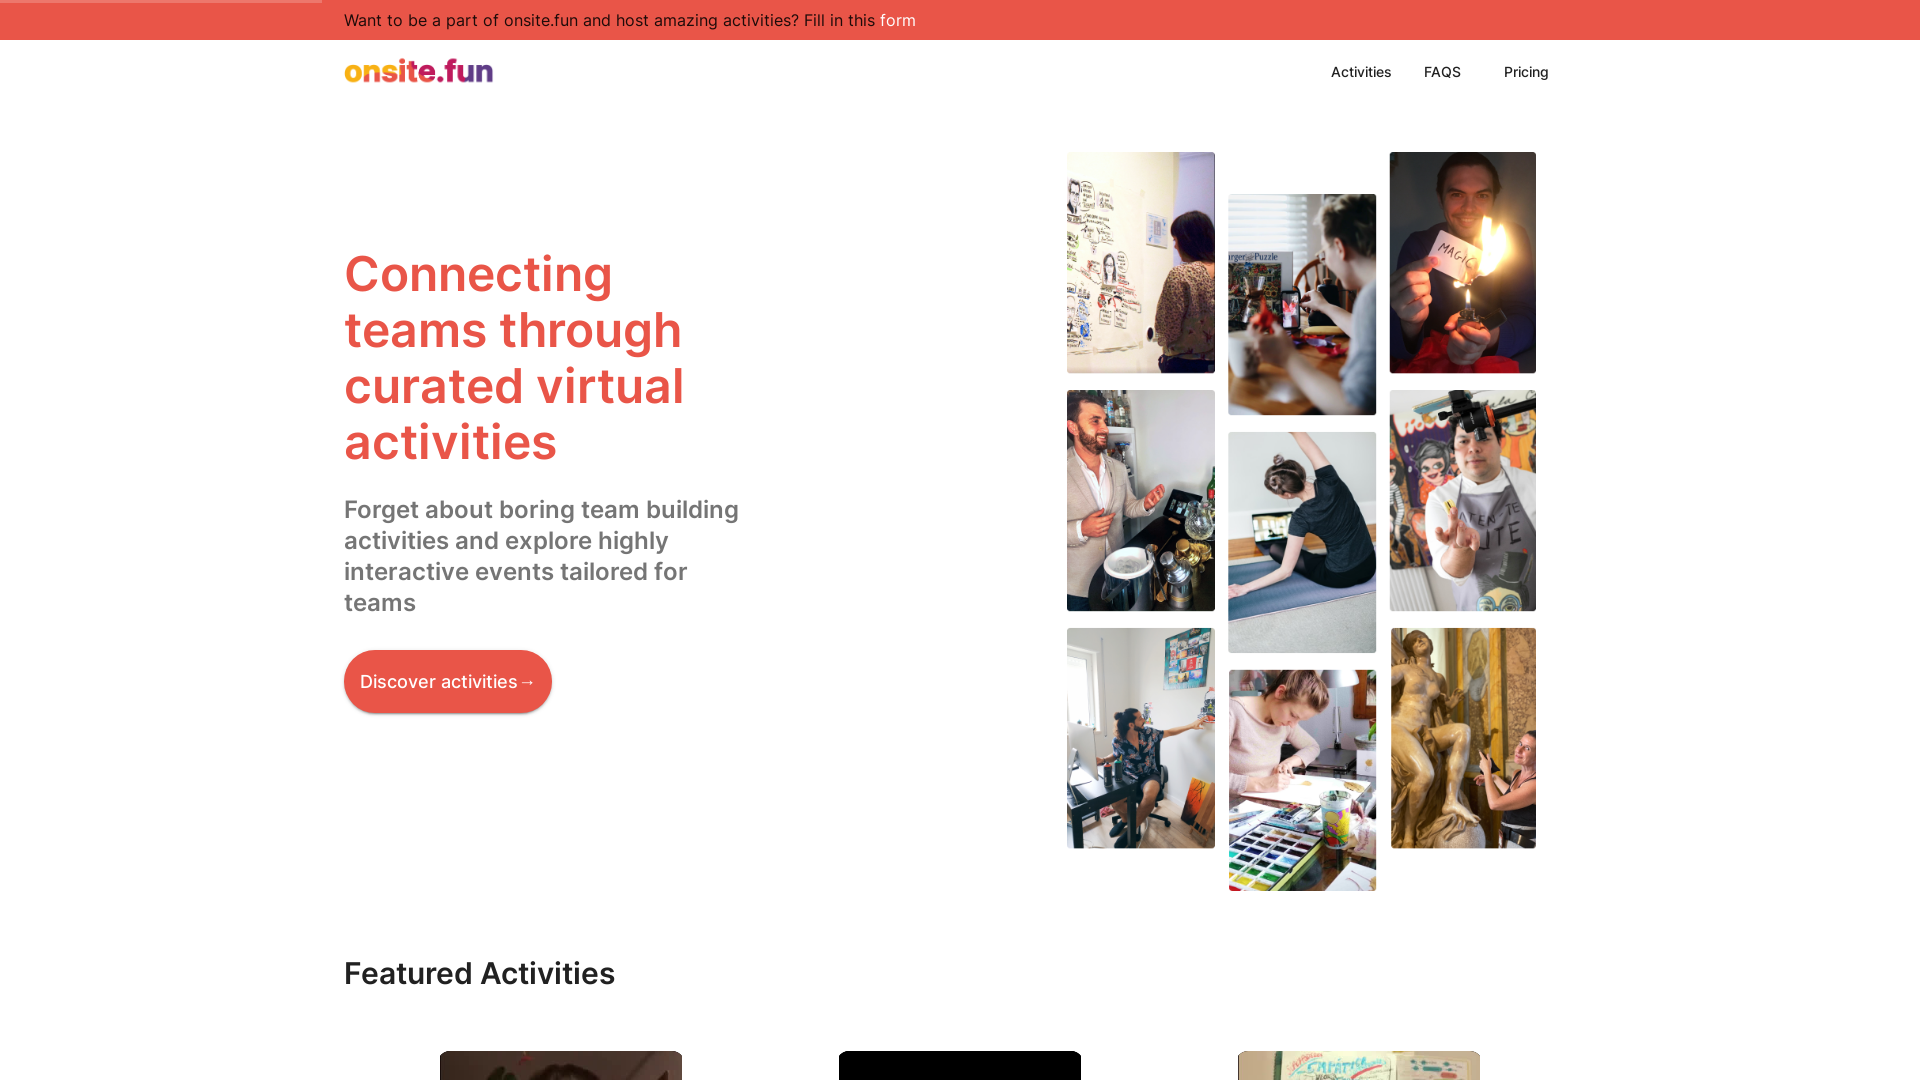 Want to be a part of onsite.fun and host amazing activities? Fill in this form
onsite.fun
Activities
FAQS
Pricing
Connecting
teams through
curated virtual
activities
Forget about boring team building
activities and explore highly
interactive events tailored for
teams
Discover activities→
MAGIC
Puzzle
Featured Activities